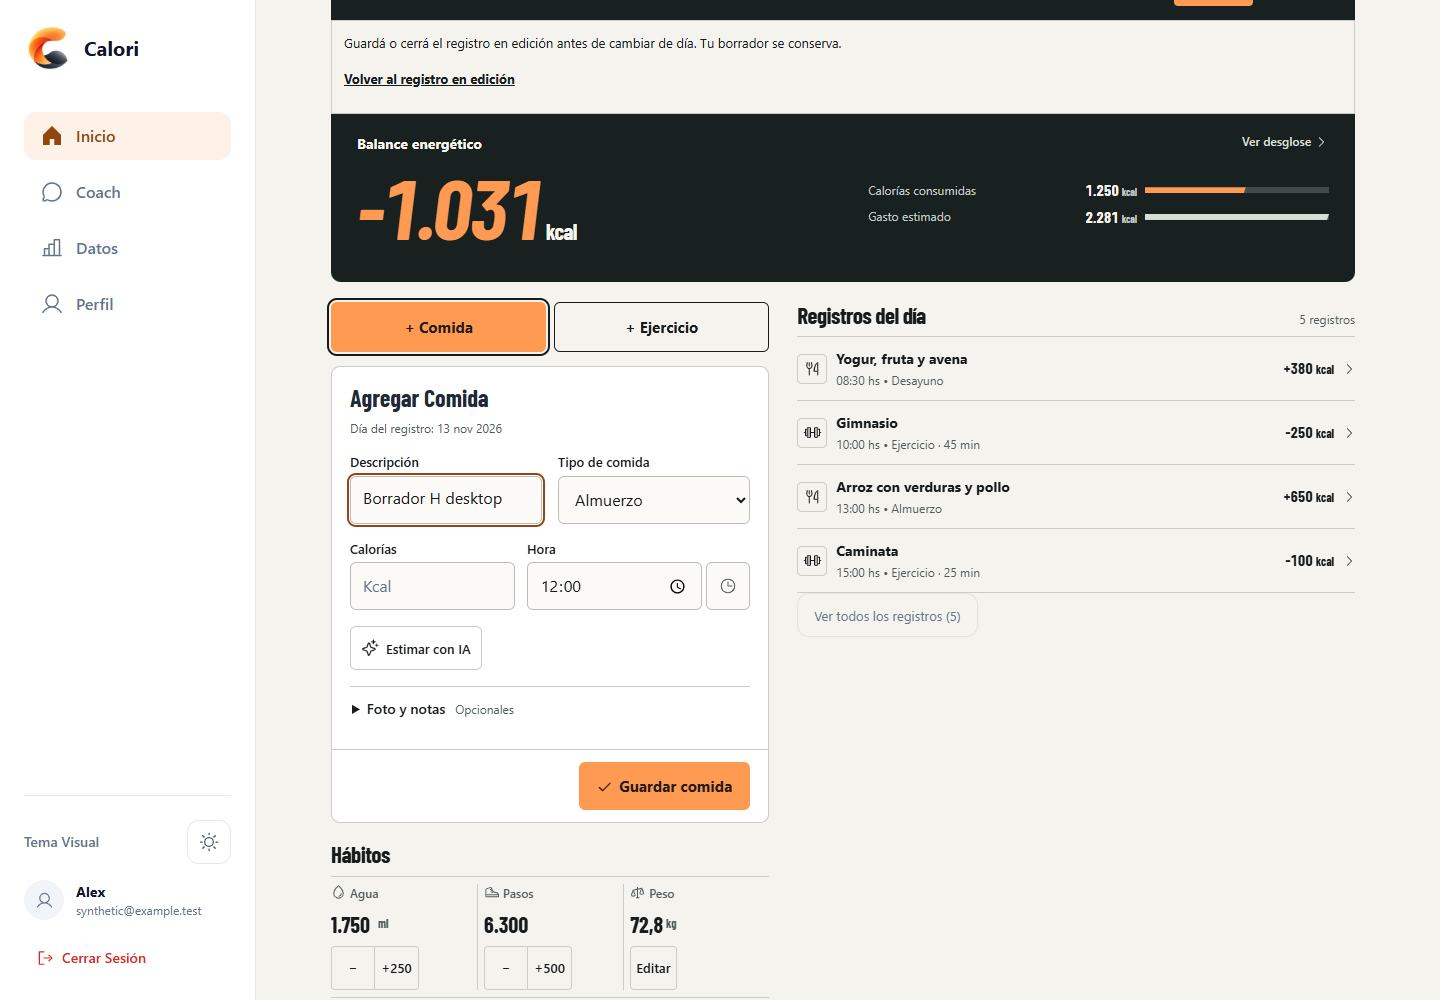 Calori
Inicio
Coach
Datos
Perfil
Tema Visual
Alex
synthetic@example.test
Cerrar Sesión
Guardá o cerrá el registro en edición antes de cambiar de día. Tu borrador se conserva.
Volver al registro en edición
Balance energético
Ver desglose
-1.031 kcal
Calorías consumidas 1.250 kcal
Gasto estimado 2.281 kcal
+ Comida
+ Ejercicio
Agregar Comida
Día del registro: 13 nov 2026
Descripción
Tipo de comida
Borrador H desktop
Almuerzo
Calorías
Hora
Kcal
12:00
Estimar con IA
Foto y notas Opcionales
Guardar comida
Hábitos
Agua
1.750 ml
− +250
Pasos
6.300
− +500
Peso
72,8 kg
Editar
Registros del día
5 registros
Yogur, fruta y avena
08:30 hs • Desayuno
+380 kcal
Gimnasio
10:00 hs • Ejercicio · 45 min
-250 kcal
Arroz con verduras y pollo
13:00 hs • Almuerzo
+650 kcal
Caminata
15:00 hs • Ejercicio · 25 min
-100 kcal
Ver todos los registros (5)